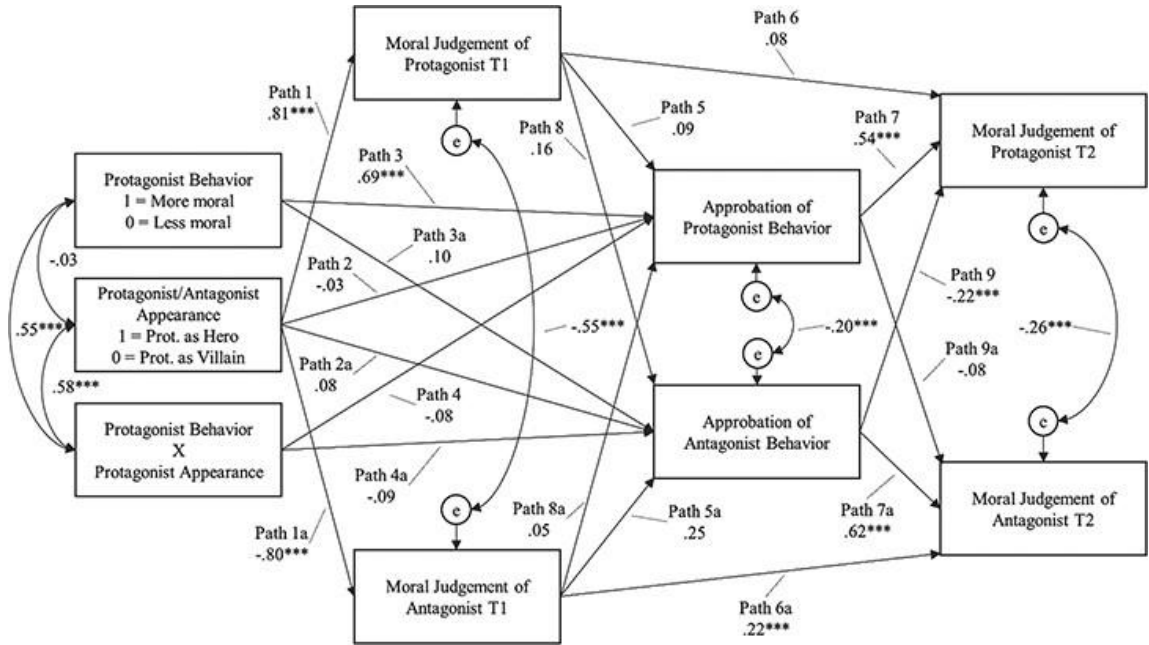 Moral Judgement of
Protagonist T1
Path 6
.08
Path 1
.81***
Path 5
.09
Path 8
.16
Path 7
.54***
Moral Judgement of
Protagonist T2
e
Path 3
.69***
Protagonist Behavior
1 = More moral
0 = Less moral
Approbation of
Protagonist Behavior
e
Path 3a
.10
-.03
Path 2
-.03
Protagonist/Antagonist
Appearance
1 = Prot. as Hero
0 = Prot. as Villain
Path 9
-.22***
e
.55***
-.55***
-.20***
-.26***
e
Path 2a
.08
Path 9a
-.08
.58***
Path 4
-.08
Protagonist Behavior
X
Protagonist Appearance
Approbation of
Antagonist Behavior
e
Path 4a
-.09
Moral Judgement of
Antagonist T2
e
Path 8a
.05
Path 5a
.25
Path 7a
.62***
Path 1a
-.80***
Moral Judgement of
Antagonist T1
Path 6a
.22***